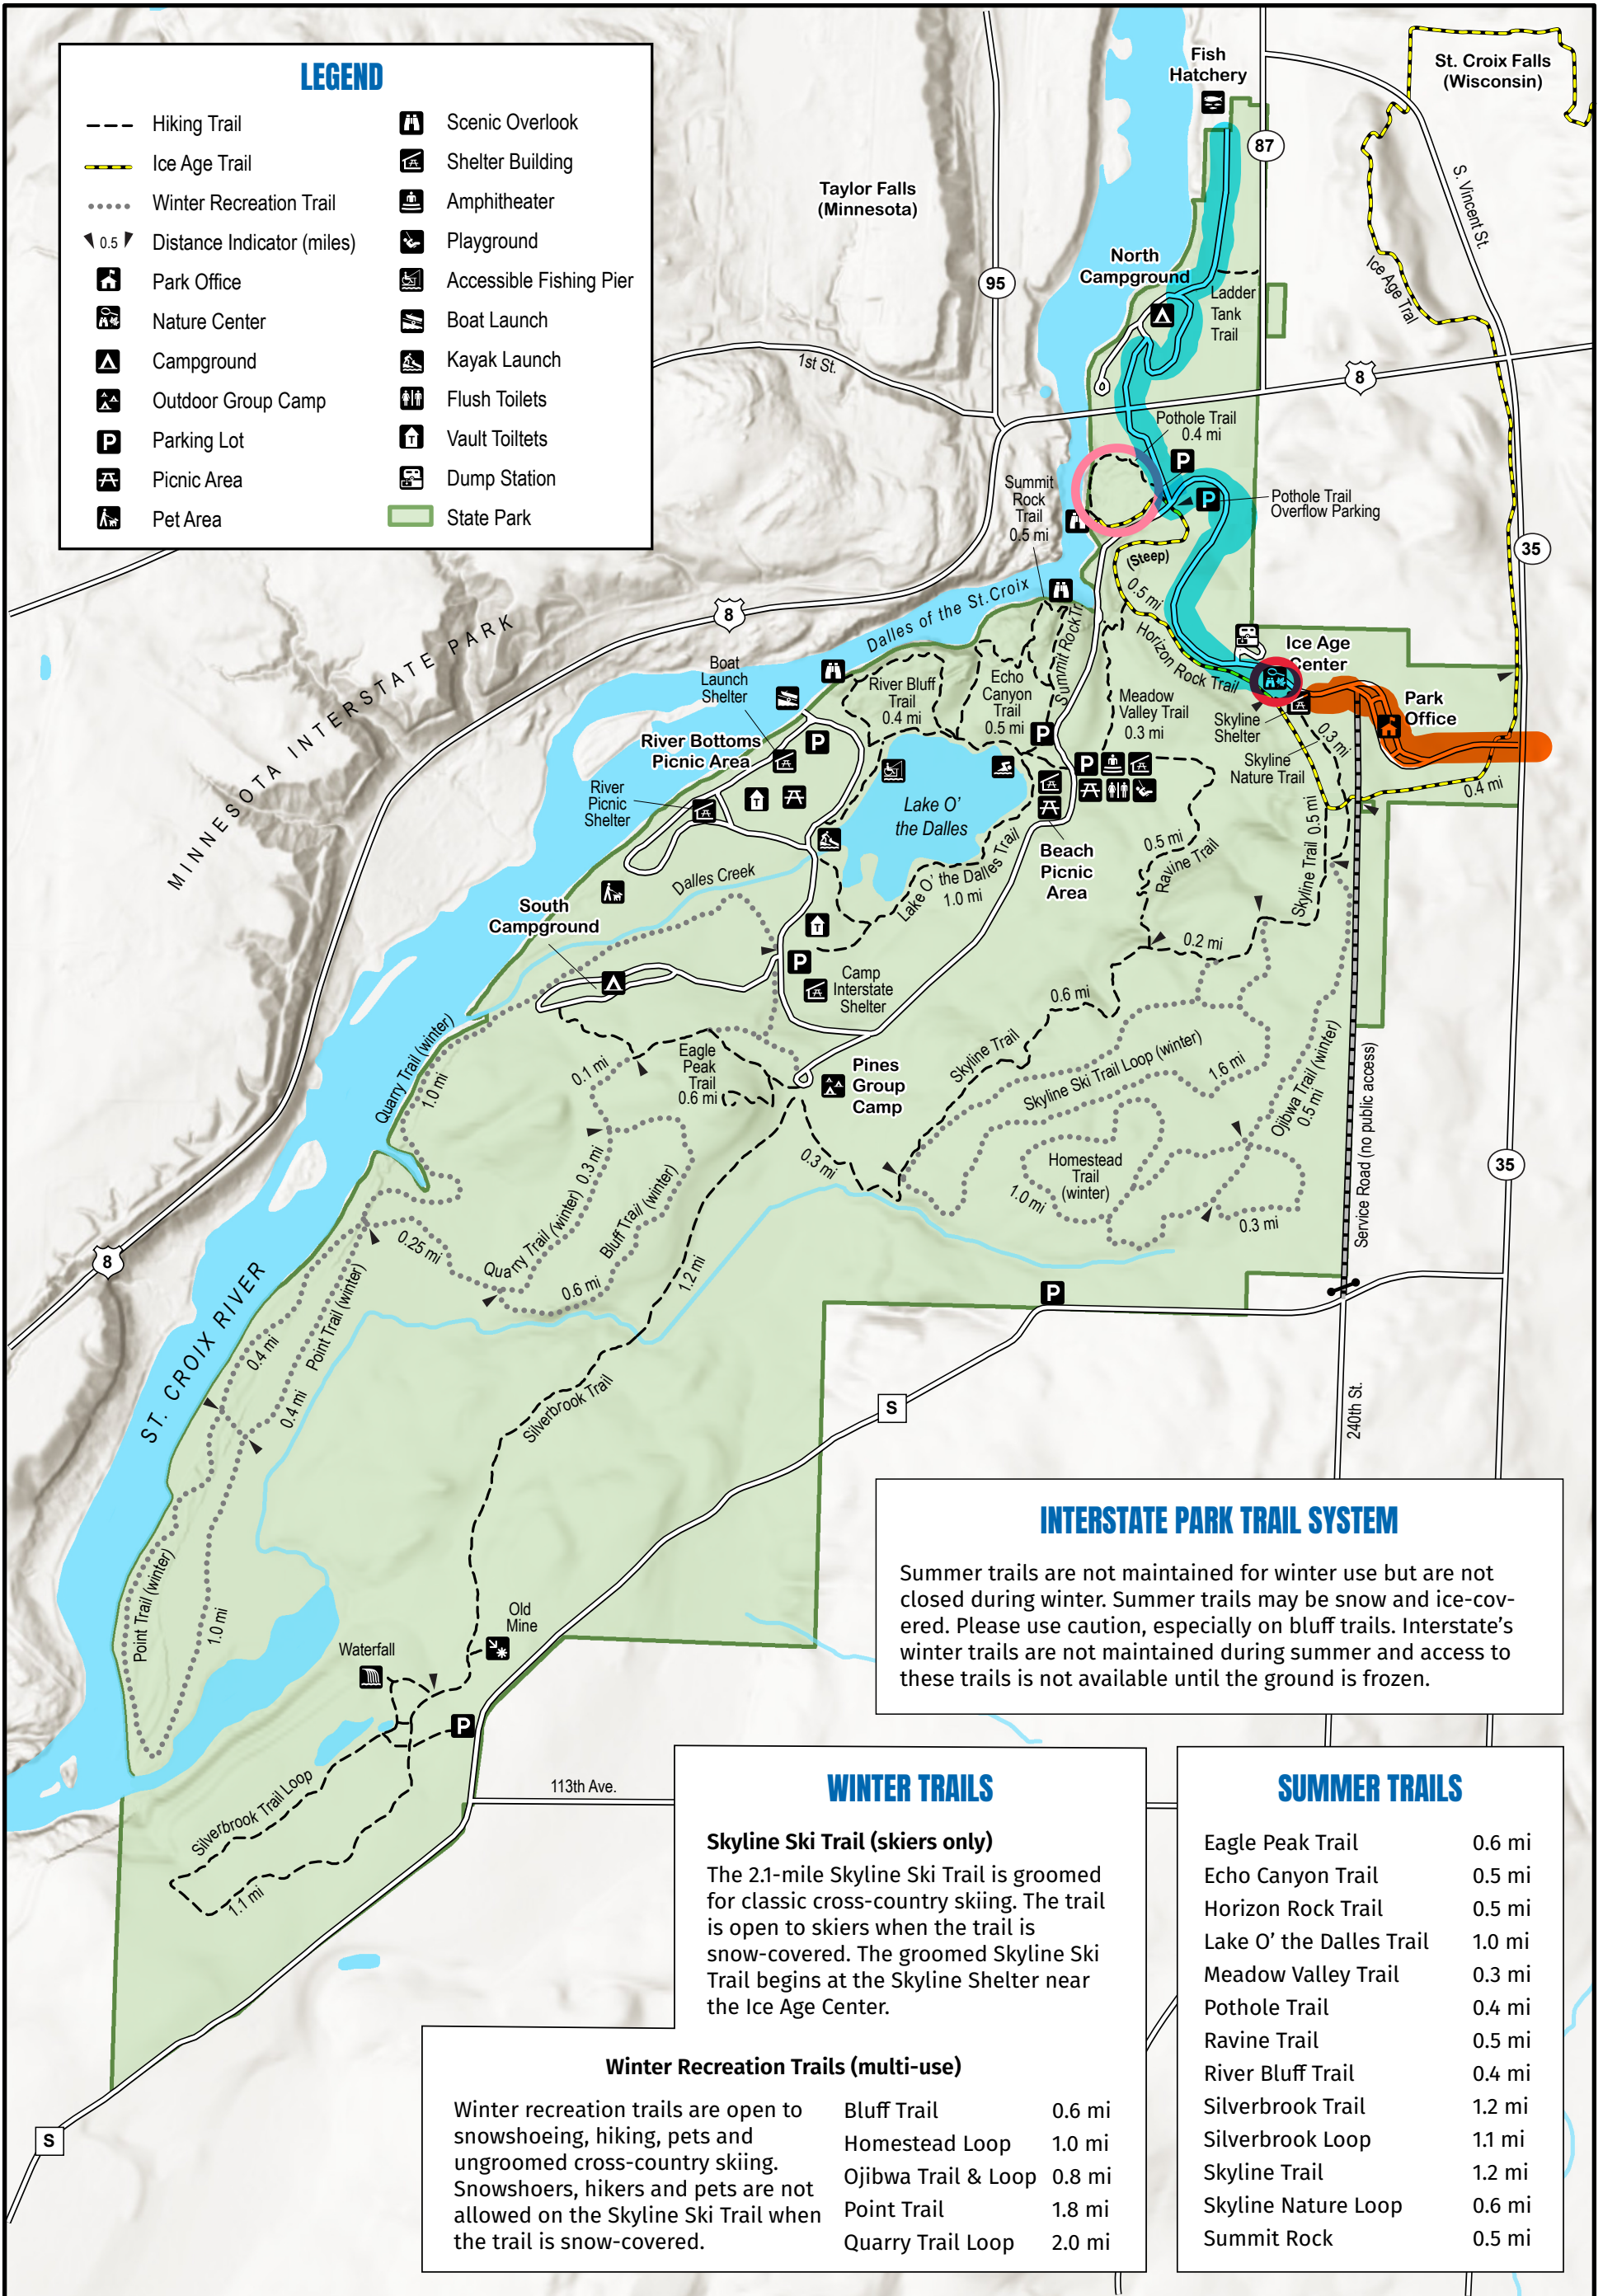 LEGEND
Hiking Trail
Ice Age Trail
Winter Recreation Trail
0.5 Distance Indicator (miles)
Park Office
Nature Center
Campground
Outdoor Group Camp
P Parking Lot
Picnic Area
Pet Area
Scenic Overlook
Shelter Building
Amphitheater
Playground
Accessible Fishing Pier
Boat Launch
Kayak Launch
Flush Toilets
T Vault Toiltets
Dump Station
State Park
Fish
Hatchery
St. Croix Falls
(Wisconsin)
87
S. Vincent St.
Taylor Falls
(Minnesota)
North
Campground
95
Ladder
Tank
Trail
Ice Age Tral
1st St.
8
Pothole Trail
0.4 mi
P
Summit
Rock
Trail
0.5 mi
P
Pothole Trail
Overflow Parking
35
(Steep)
0.5 mi
Dalles of the St.Croix
8
MINNESOTA INTERSTATE PARK
Summit Rock Tr.
Horizon Rock Trail
Ice Age
Center
Boat
Launch
Shelter
River Bluff
Trail
0.4 mi
Echo
Canyon
Trail
0.5 mi
Meadow
Valley Trail
0.3 mi
Skyline
Shelter
0.3 mi
Park
Office
River Bottoms
Picnic Area
P
P
P
Skyline
Nature Trail
0.4 mi
River
Picnic
Shelter
T
Lake O'
the Dalles
Skyline Trail 0.5 mi
0.5 mi
Ravine Trail
Beach
Picnic
Area
Dalles Creek
Lake O' the Dalles Trail
1.0 mi
South
Campground
T
0.2 mi
P
Camp
Interstate
Shelter
0.6 mi
Skyline Trail
Quarry Trail (winter)
1.0 mi
0.1 mi
Eagle
Peak
Trail
0.6 mi
Pines
Group
Camp
Skyline Ski Trail Loop (winter)
1.6 mi
Ojibwa Trail (winter)
0.5 mi
Service Road (no public access)
0.3 mi
Homestead
Trail
(winter)
1.0 mi
0.3 mi
35
Quarry Trail (winter) 0.3 mi
Bluff Trail (winter)
0.25 mi
0.6 mi
1.2 mi
8
ST. CROIX RIVER
Point Trail (winter)
0.4 mi
0.4 mi
P
Silverbrook Trail
S
240th St.
Point Trail (winter)
1.0 mi
Old
Mine
Waterfall
P
Silverbrook Trail Loop
1.1 mi
113th Ave.
S
INTERSTATE PARK TRAIL SYSTEM
Summer trails are not maintained for winter use but are not
closed during winter. Summer trails may be snow and ice-cov-
ered. Please use caution, especially on bluff trails. Interstate's
winter trails are not maintained during summer and access to
these trails is not available until the ground is frozen.
WINTER TRAILS
Skyline Ski Trail (skiers only)
The 2.1-mile Skyline Ski Trail is groomed
for classic cross-country skiing. The trail
is open to skiers when the trail is
snow-covered. The groomed Skyline Ski
Trail begins at the Skyline Shelter near
the Ice Age Center.
Winter Recreation Trails (multi-use)
Winter recreation trails are open to
snowshoeing, hiking, pets and
ungroomed cross-country skiing.
Snowshoers, hikers and pets are not
allowed on the Skyline Ski Trail when
the trail is snow-covered.
Bluff Trail 0.6 mi
Homestead Loop 1.0 mi
Ojibwa Trail & Loop 0.8 mi
Point Trail 1.8 mi
Quarry Trail Loop 2.0 mi
SUMMER TRAILS
Eagle Peak Trail 0.6 mi
Echo Canyon Trail 0.5 mi
Horizon Rock Trail 0.5 mi
Lake O' the Dalles Trail 1.0 mi
Meadow Valley Trail 0.3 mi
Pothole Trail 0.4 mi
Ravine Trail 0.5 mi
River Bluff Trail 0.4 mi
Silverbrook Trail 1.2 mi
Silverbrook Loop 1.1 mi
Skyline Trail 1.2 mi
Skyline Nature Loop 0.6 mi
Summit Rock 0.5 mi